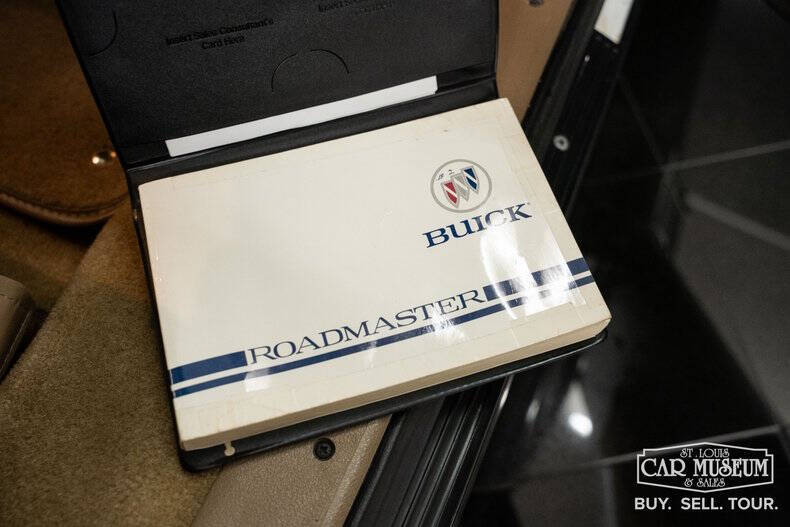 Insert Sales Consultant's
Card Here
BUICK
ROADMASTER
ST. LOUIS
CAR MUSEUM
& SALES
BUY. SELL. TOUR.